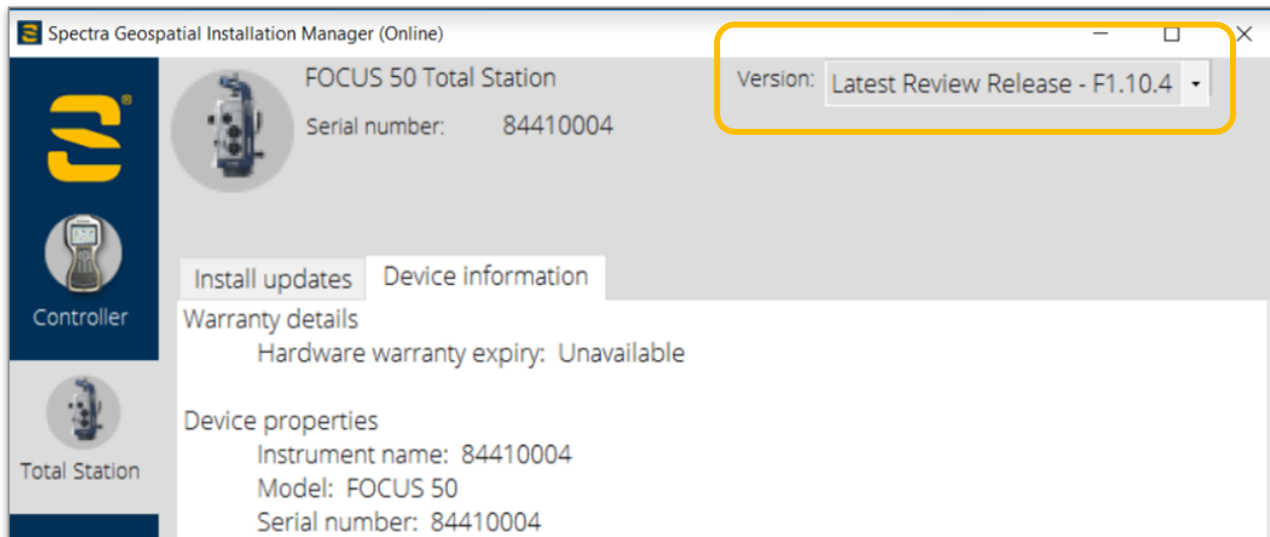 Spectra Geospatial Installation Manager (Online)
FOCUS 50 Total Station
Version: Latest Review Release - F1.10.4
Serial number: 84410004
Install updates Device information
Controller
Warranty details
Hardware warranty expiry: Unavailable
Device properties
Instrument name: 84410004
Total Station
Model: FOCUS 50
Serial number: 84410004